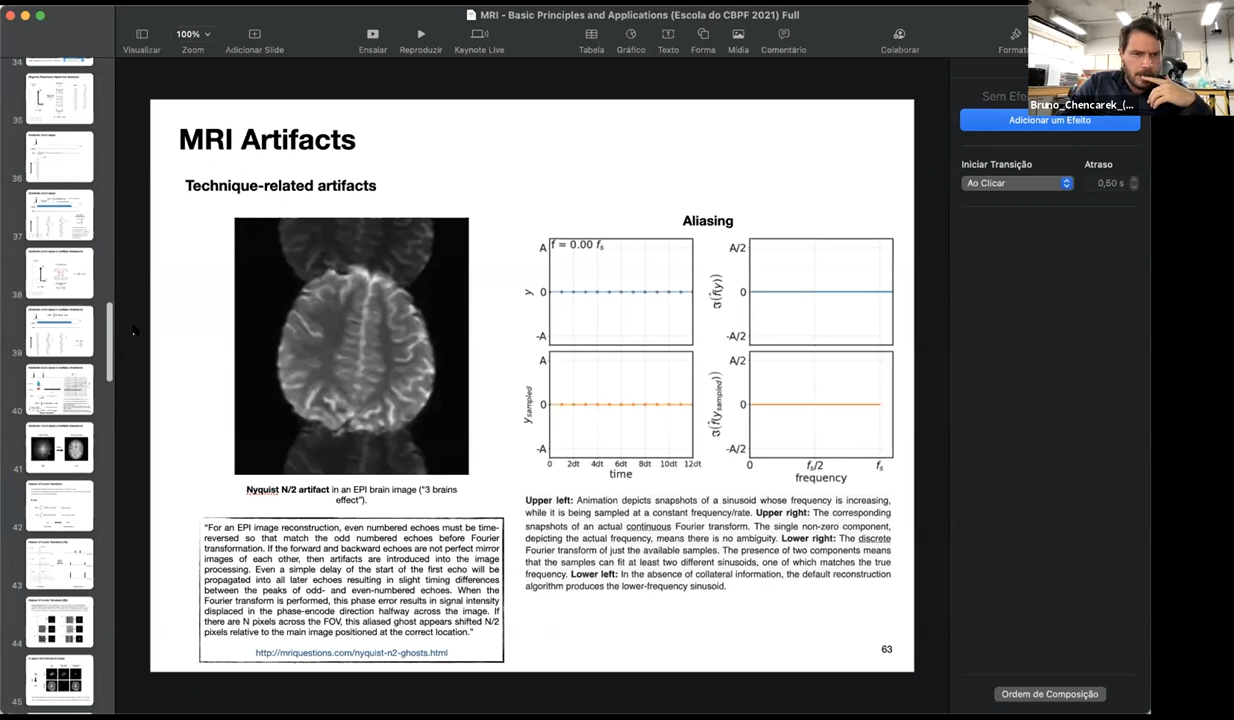 MRI - Basic Principles and Applications (Escola do CBPF 2021) Full
100%
Visualizar
Zoom
Adicionar Slide
Ensaiar
Reproduzir
Keynote Live
Tabela
Gráfico
Texto
Forma
Mídia
Comentário
Colaborar
Bruno_Chencarek_(...
Adicionar um Efeito
Iniciar Transição
Atraso
Ao Clicar
0,50 s
34
35
36
37
38
39
40
41
42
43
44
45
MRI Artifacts
Technique-related artifacts
Nyquist N/2 artifact in an EPI brain image ("3 brains
effect").
"For an EPI image reconstruction, even numbered echoes must be time-
reversed so that match the odd numbered echoes before Fourier
transformation. If the forward and backward echoes are not perfect mirror
images of each other, then artifacts are introduced into the image
processing. Even a simple delay of the start of the first echo will be
propagated into all later echoes resulting in slight timing differences
between the peaks of odd- and even-numbered echoes. When the
Fourier transform is performed, this phase error results in signal intensity
displaced in the phase-encode direction halfway across the image. If
there are N pixels across the FOV, this aliased ghost appears shifted N/2
pixels relative to the main image positioned at the correct location."
http://mriquestions.com/nyquist-n2-ghosts.html
Aliasing
f = 0.00 fs
A
0
-A
y
A/2
0
-A/2
ℑ(f̂(y))
A
0
-A
y sampled
0 2dt 4dt 6dt 8dt 10dt 12dt
time
A/2
0
-A/2
ℑ(f̂(y sampled))
0 fs/2 fs
frequency
Upper left: Animation depicts snapshots of a sinusoid whose frequency is increasing,
while it is being sampled at a constant frequency/rate. Upper right: The corresponding
snapshots of an actual continuous Fourier transform. The single non-zero component,
depicting the actual frequency, means there is no ambiguity. Lower right: The discrete
Fourier transform of just the available samples. The presence of two components means
that the samples can fit at least two different sinusoids, one of which matches the true
frequency. Lower left: In the absence of collateral information, the default reconstruction
algorithm produces the lower-frequency sinusoid.
63
Ordem de Composição